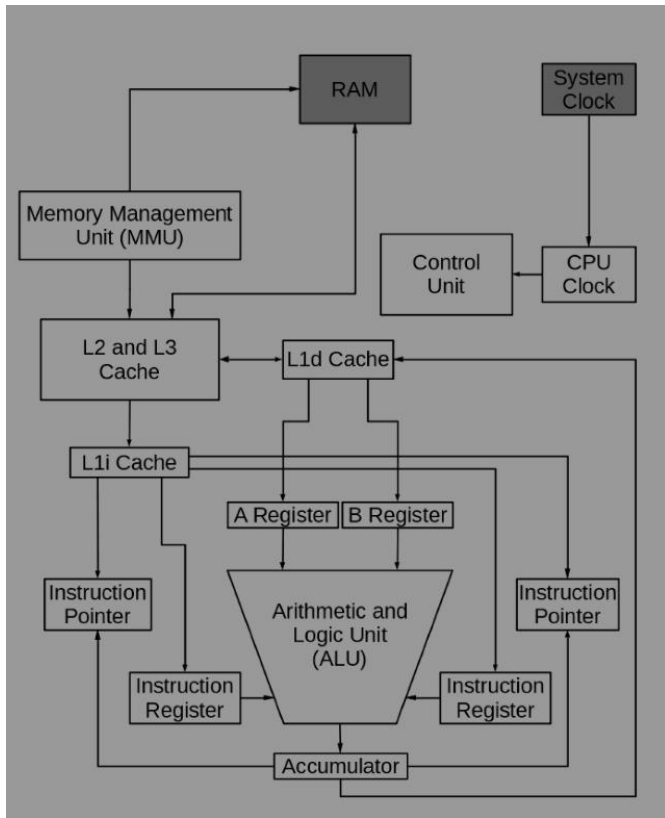 RAM
System
Clock
Memory Management
Unit (MMU)
Control
Unit
CPU
Clock
L2 and L3
Cache
L1d Cache
L1i Cache
A Register
B Register
Instruction
Pointer
Arithmetic and
Logic Unit
(ALU)
Instruction
Pointer
Instruction
Register
Instruction
Register
Accumulator